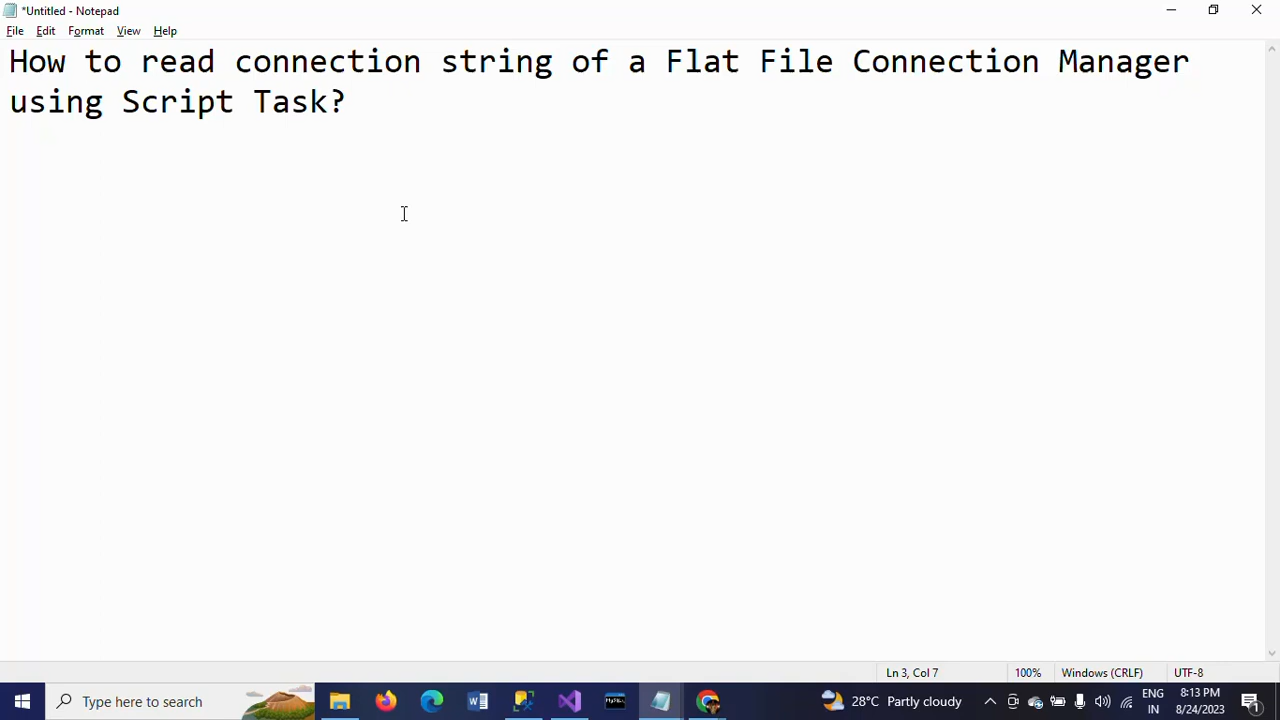 *Untitled - Notepad
File Edit Format View Help
How to read connection string of a Flat File Connection Manager
using Script Task?
Ln 3, Col 7 100% Windows (CRLF) UTF-8
Type here to search 28°C Partly cloudy ENG 8:13 PM
IN 8/24/2023 1